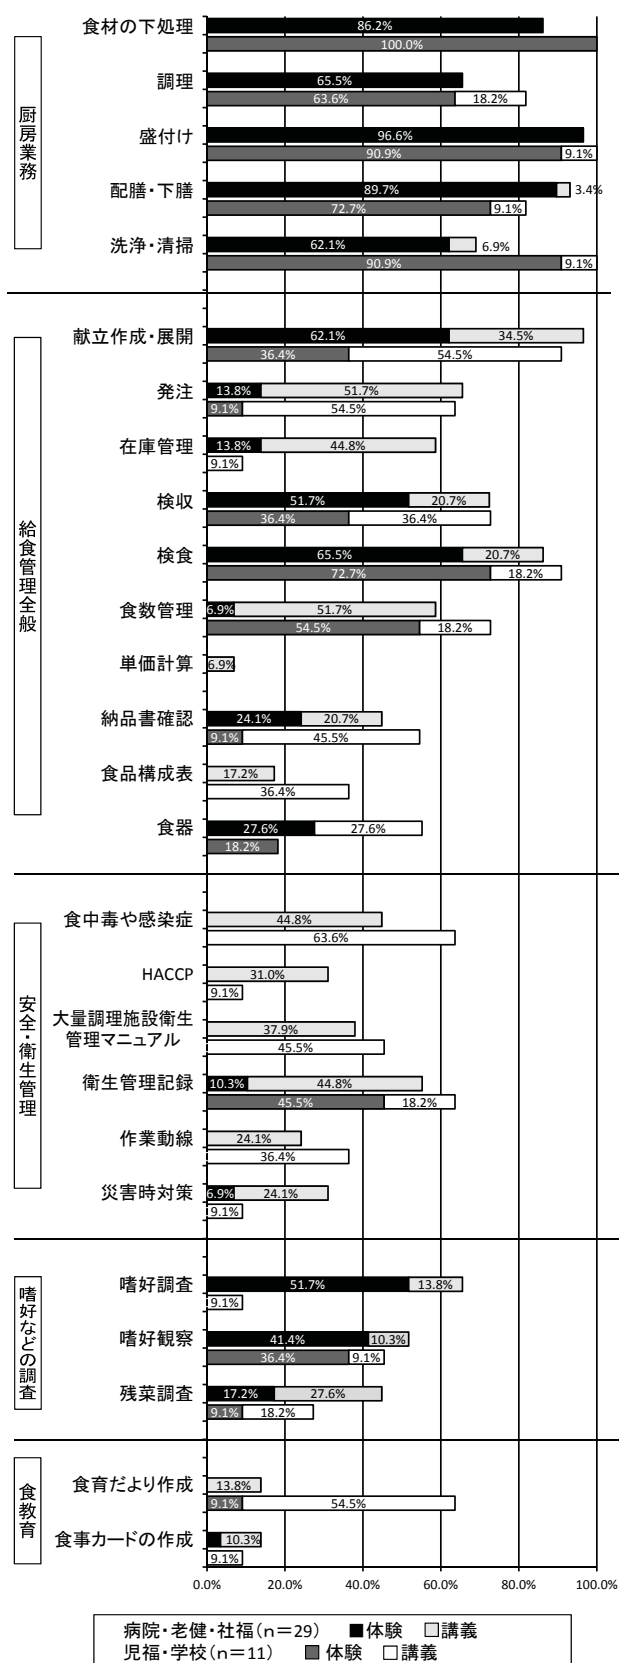 厨房業務
食材の下処理
86.2%
100.0%
調理
65.5%
63.6% 18.2%
盛付け
96.6%
90.9% 9.1%
配膳・下膳
89.7% 3.4%
72.7% 9.1%
洗浄・清掃
62.1% 6.9%
90.9% 9.1%
給食管理全般
献立作成・展開
62.1% 34.5%
36.4% 54.5%
発注
13.8% 51.7%
9.1% 54.5%
在庫管理
13.8% 44.8%
9.1%
検収
51.7% 20.7%
36.4% 36.4%
検食
65.5% 20.7%
72.7% 18.2%
食数管理
6.9% 51.7%
54.5% 18.2%
単価計算
6.9%
納品書確認
24.1% 20.7%
9.1% 45.5%
食品構成表
17.2%
36.4%
食器
27.6% 27.6%
18.2%
安全・衛生管理
食中毒や感染症
44.8%
63.6%
HACCP
31.0%
9.1%
大量調理施設衛生
管理マニュアル
37.9%
45.5%
衛生管理記録
10.3% 44.8%
45.5% 18.2%
作業動線
24.1%
36.4%
災害時対策
6.9% 24.1%
9.1%
嗜好などの調査
嗜好調査
51.7% 13.8%
9.1%
嗜好観察
41.4% 10.3%
36.4% 9.1%
残菜調査
17.2% 27.6%
9.1% 18.2%
食教育
食育だより作成
13.8%
9.1% 54.5%
食事カードの作成
10.3%
9.1%
0.0% 20.0% 40.0% 60.0% 80.0% 100.0%
病院・老健・社福(n=29) ■体験 □講義
児福・学校(n=11) ■体験 □講義